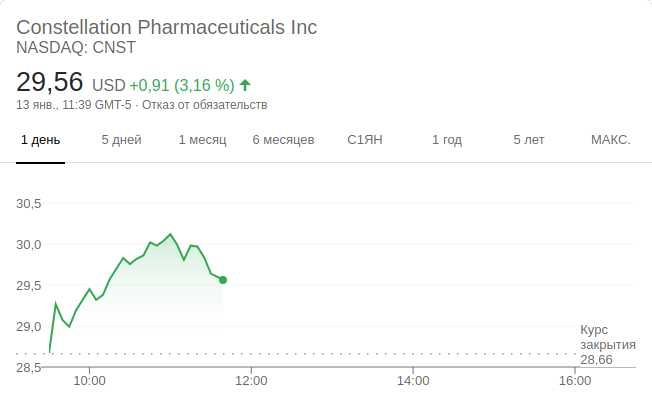 Constellation Pharmaceuticals Inc
NASDAQ: CNST
29,56 USD +0,91 (3,16 %)
13 янв., 11:39 GMT-5 · Отказ от обязательств
1 день 5 дней 1 месяц 6 месяцев С1ЯН 1 год 5 лет МАКС.
30,5
30,0
29,5
29,0
Курс
закрытия
28,66
28,5
10:00 12:00 14:00 16:00